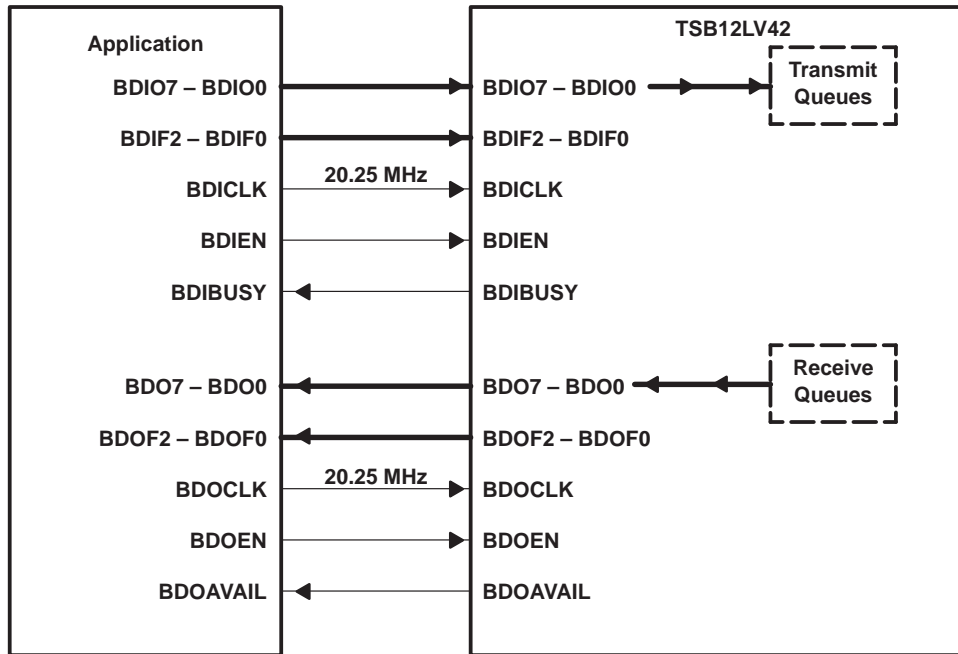 Application
TSB12LV42
BDIO7 – BDIO0
BDIO7 – BDIO0
Transmit
Queues
BDIF2 – BDIF0
BDIF2 – BDIF0
BDICLK
20.25 MHz
BDICLK
BDIEN
BDIEN
BDIBUSY
BDIBUSY
BDO7 – BDO0
BDO7 – BDO0
Receive
Queues
BDOF2 – BDOF0
BDOF2 – BDOF0
BDOCLK
20.25 MHz
BDOCLK
BDOEN
BDOEN
BDOAVAIL
BDOAVAIL